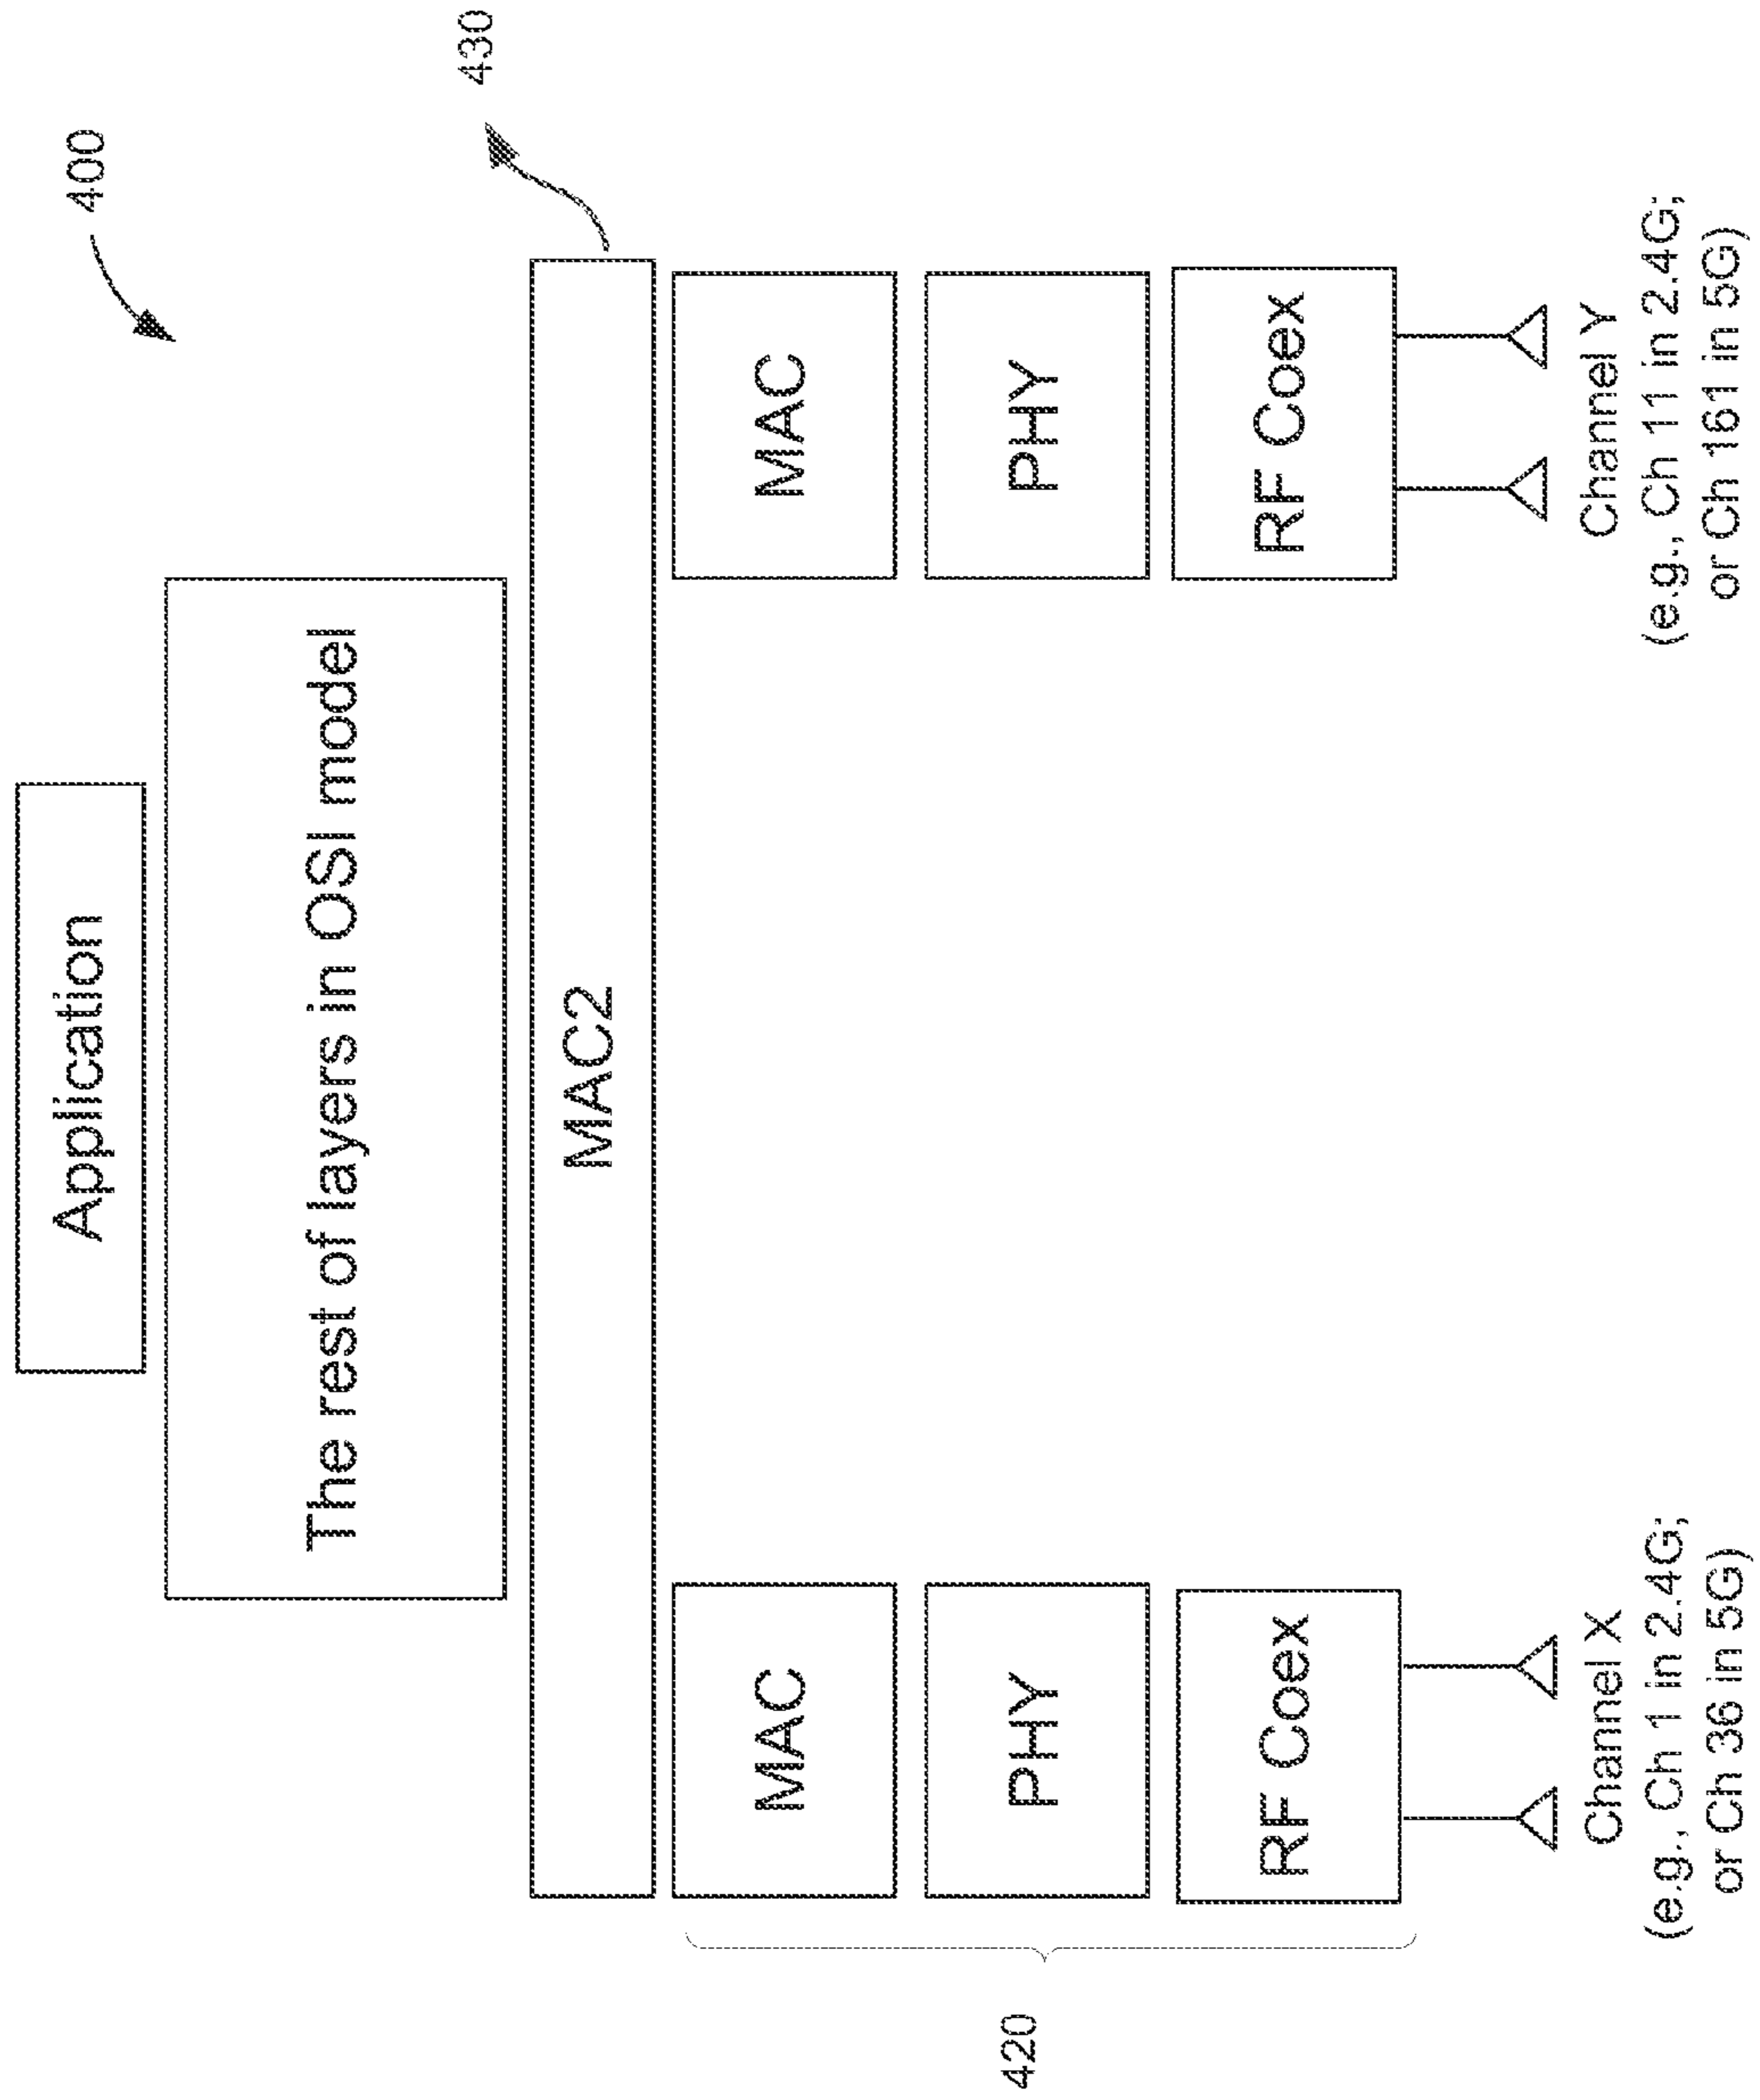 400
Application
The rest of layers in OSI model
430
MAC2
420
MAC
PHY
RF Coex
Channel X
(e.g., Ch 1 in 2.4G;
or Ch 36 in 5G)
MAC
PHY
RF Coex
Channel Y
(e.g., Ch 11 in 2.4G;
or Ch 161 in 5G)